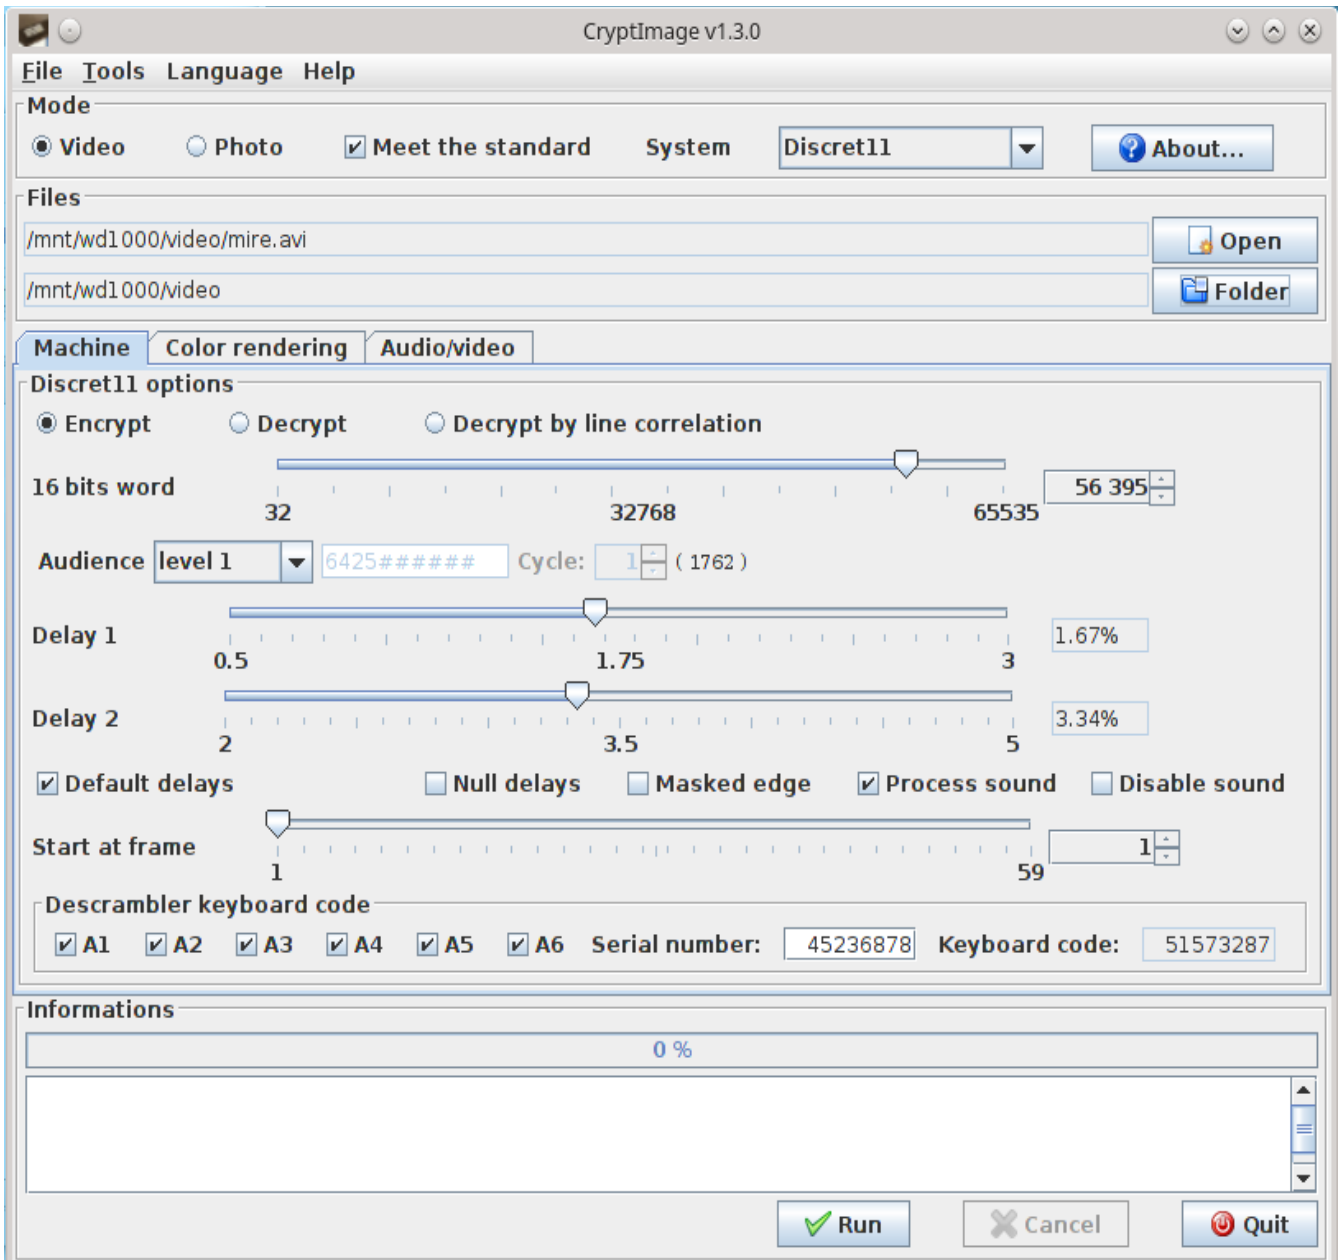 CryptImage v1.3.0
File Tools Language Help
Mode
Video Photo Meet the standard System Discret11 About...
Files
/mnt/wd1000/video/mire.avi Open
/mnt/wd1000/video Folder
Machine Color rendering Audio/video
Discret11 options
Encrypt Decrypt Decrypt by line correlation
16 bits word 56 395
32 32768 65535
Audience level 1 6425###### Cycle: 1 ( 1762 )
Delay 1 1.67%
0.5 1.75 3
Delay 2 3.34%
2 3.5 5
Default delays Null delays Masked edge Process sound Disable sound
Start at frame 1
1 59
Descrambler keyboard code
A1 A2 A3 A4 A5 A6 Serial number: 45236878 Keyboard code: 51573287
Informations
0 %
Run Cancel Quit